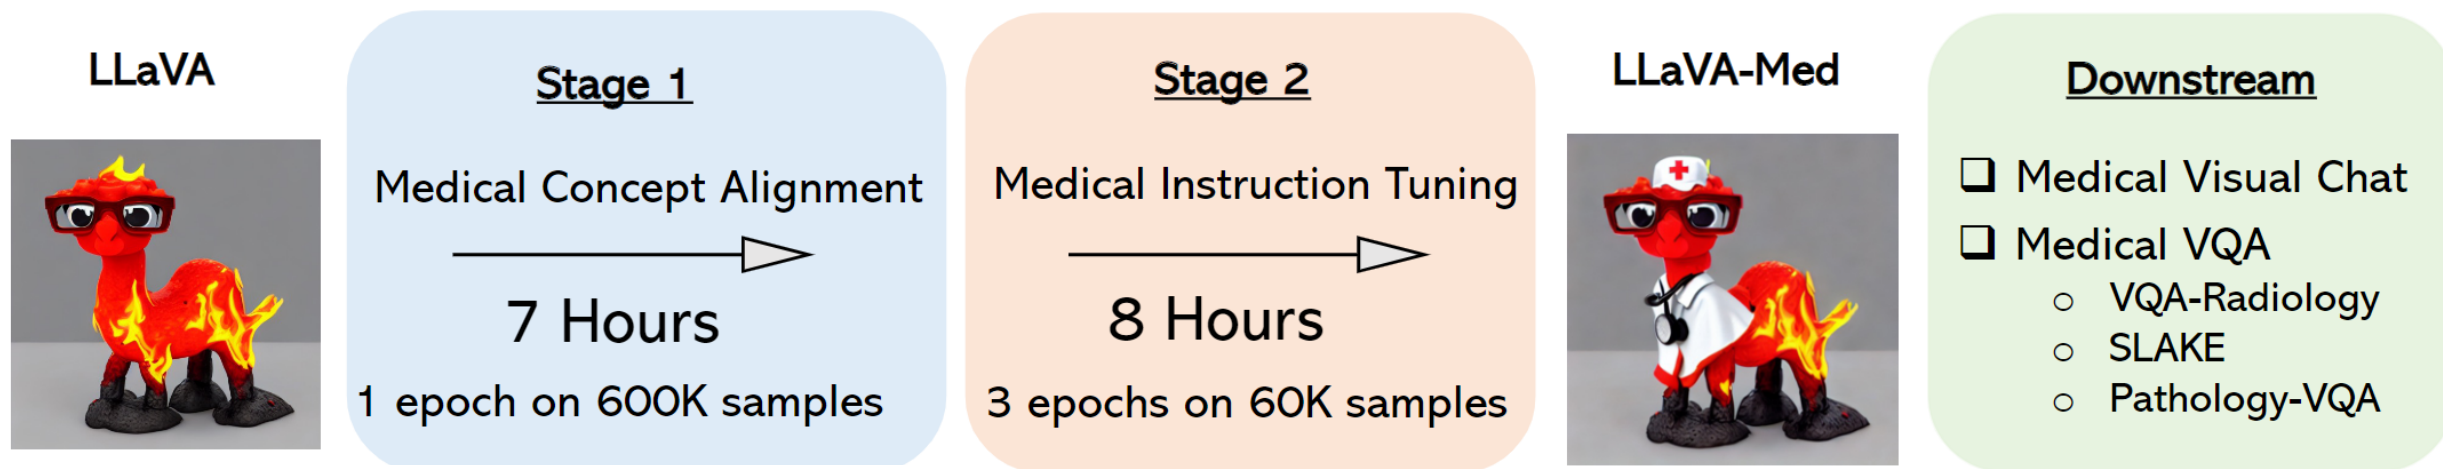 LLaVA
Stage 1
Medical Concept Alignment
7 Hours
1 epoch on 600K samples
Stage 2
Medical Instruction Tuning
8 Hours
3 epochs on 60K samples
LLaVA-Med
Downstream
❑ Medical Visual Chat
❑ Medical VQA
○ VQA-Radiology
○ SLAKE
○ Pathology-VQA